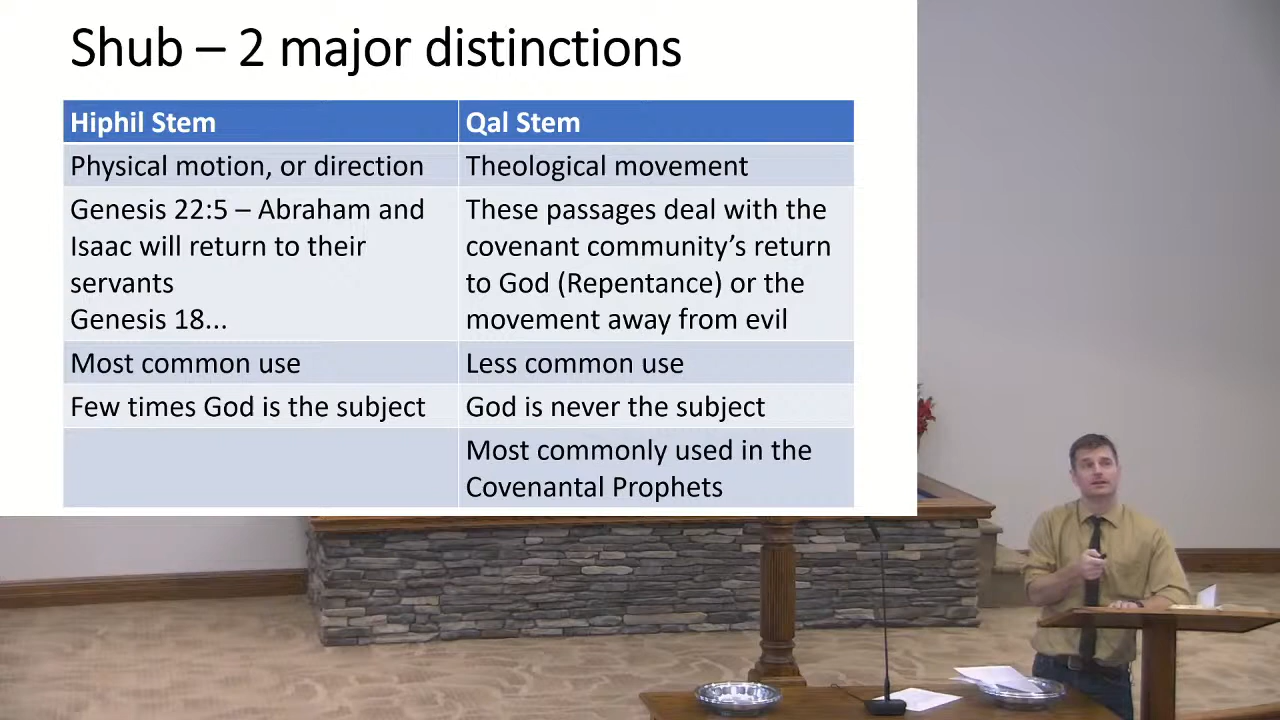 Shub – 2 major distinctions
Hiphil Stem
Qal Stem
Physical motion, or direction
Theological movement
Genesis 22:5 – Abraham and
Isaac will return to their
servants
Genesis 18...
These passages deal with the
covenant community’s return
to God (Repentance) or the
movement away from evil
Most common use
Less common use
Few times God is the subject
God is never the subject
Most commonly used in the
Covenantal Prophets